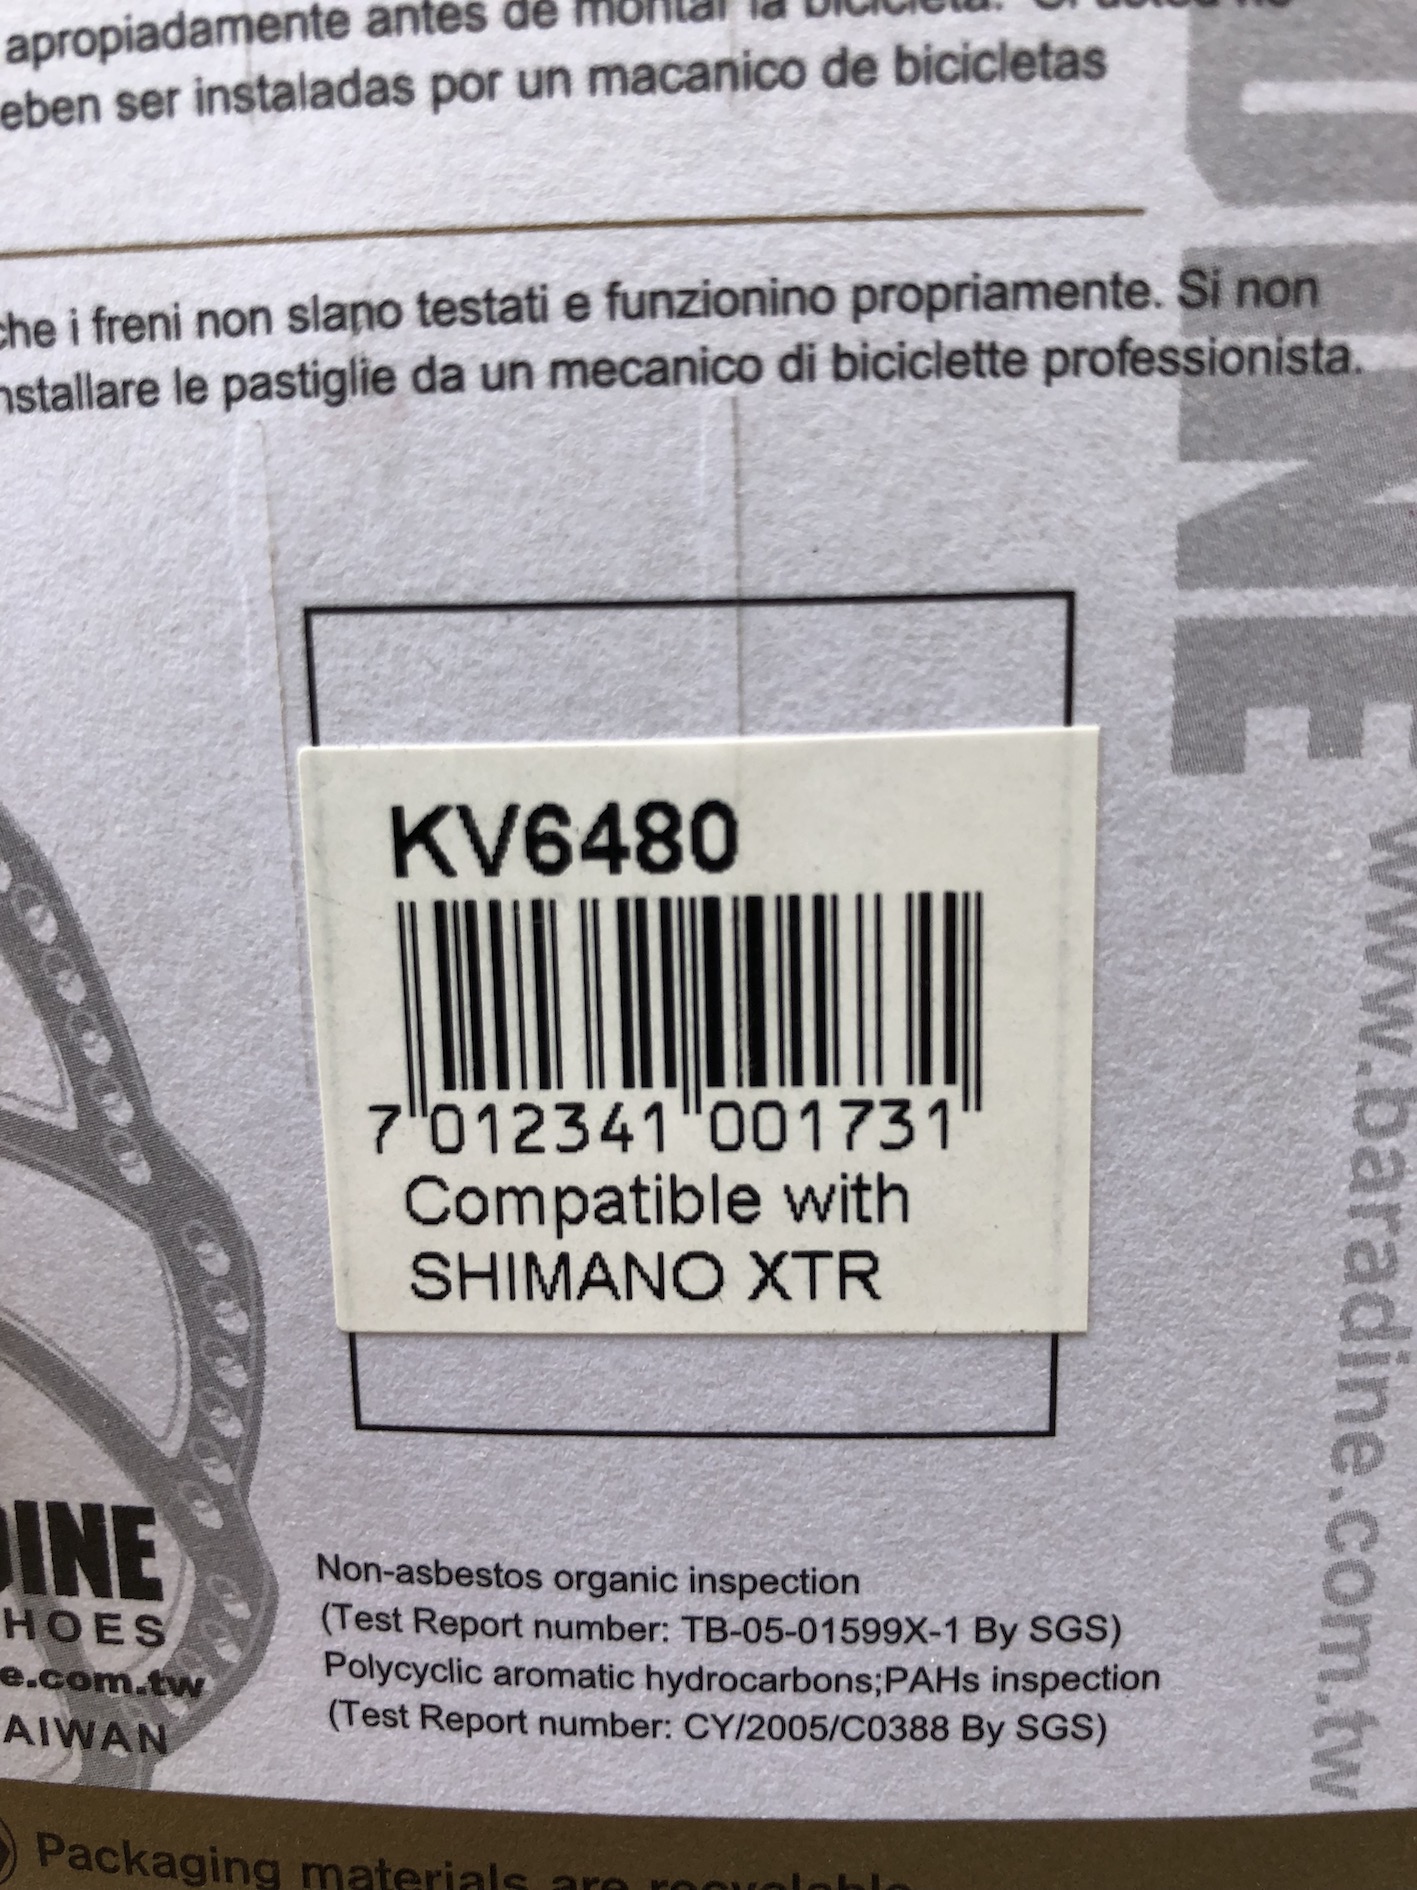 apropiadamente antes de montar la bicicleta.
eben ser instaladas por un macanico de bicicletas
che i freni non slano testati e funzionino propriamente. Si non
nstallare le pastiglie da un mecanico di biciclette professionista.
DINE
www.baradine.com.tw
KV6480
7 012341 001731
Compatible with
SHIMANO XTR
DINE
HOES
e.com.tw
AIWAN
Non-asbestos organic inspection
(Test Report number: TB-05-01599X-1 By SGS)
Polycyclic aromatic hydrocarbons;PAHs inspection
(Test Report number: CY/2005/C0388 By SGS)
Packaging materials are recyclable